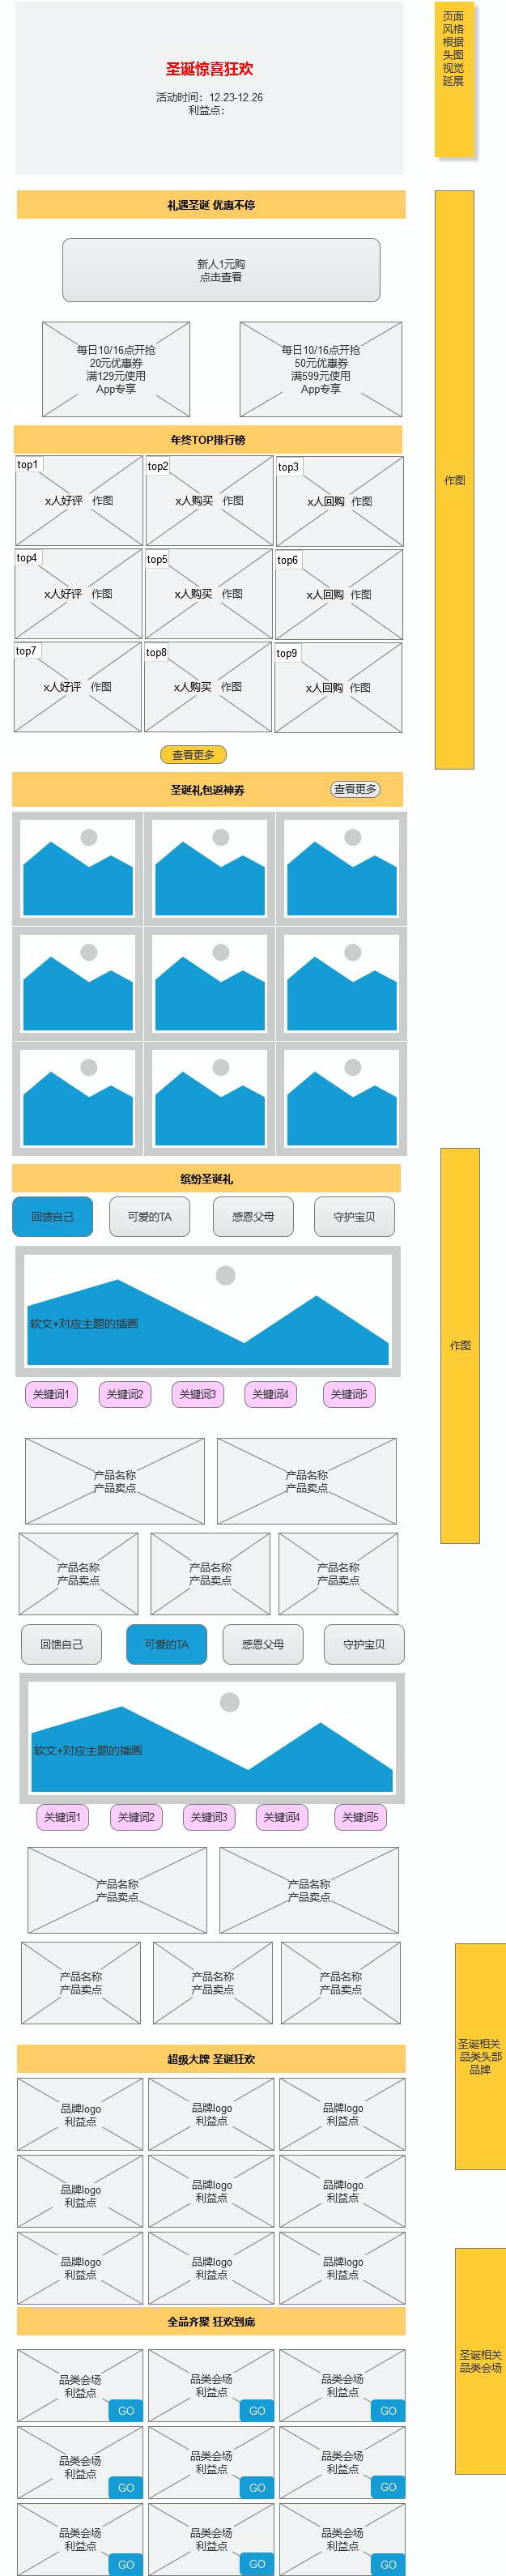 圣诞惊喜狂欢
活动时间：12.23-12.26
利益点：
页面
风格
根据
头图
视觉
延展
礼遇圣诞 优惠不停
新人1元购
点击查看
每日10/16点开抢
20元优惠券
满129元使用
App专享
每日10/16点开抢
50元优惠券
满599元使用
App专享
作图
年终TOP排行榜
top1
x人好评 作图
top2
x人购买 作图
top3
x人回购 作图
top4
x人好评 作图
top5
x人购买 作图
top6
x人回购 作图
top7
x人好评 作图
top8
x人购买 作图
top9
x人回购 作图
查看更多
圣诞礼包返神券
查看更多
缤纷圣诞礼
回馈自己
可爱的TA
感恩父母
守护宝贝
软文+对应主题的插画
作图
关键词1
关键词2
关键词3
关键词4
关键词5
产品名称
产品卖点
产品名称
产品卖点
产品名称
产品卖点
产品名称
产品卖点
产品名称
产品卖点
回馈自己
可爱的TA
感恩父母
守护宝贝
软文+对应主题的插画
关键词1
关键词2
关键词3
关键词4
关键词5
产品名称
产品卖点
产品名称
产品卖点
产品名称
产品卖点
产品名称
产品卖点
产品名称
产品卖点
超级大牌 圣诞狂欢
圣诞相关
品类头部
品牌
品牌logo
利益点
品牌logo
利益点
品牌logo
利益点
品牌logo
利益点
品牌logo
利益点
品牌logo
利益点
品牌logo
利益点
品牌logo
利益点
品牌logo
利益点
全品齐聚 狂欢到底
圣诞相关
品类会场
品类会场
利益点
GO
品类会场
利益点
GO
品类会场
利益点
GO
品类会场
利益点
GO
品类会场
利益点
GO
品类会场
利益点
GO
品类会场
利益点
GO
品类会场
利益点
GO
品类会场
利益点
GO